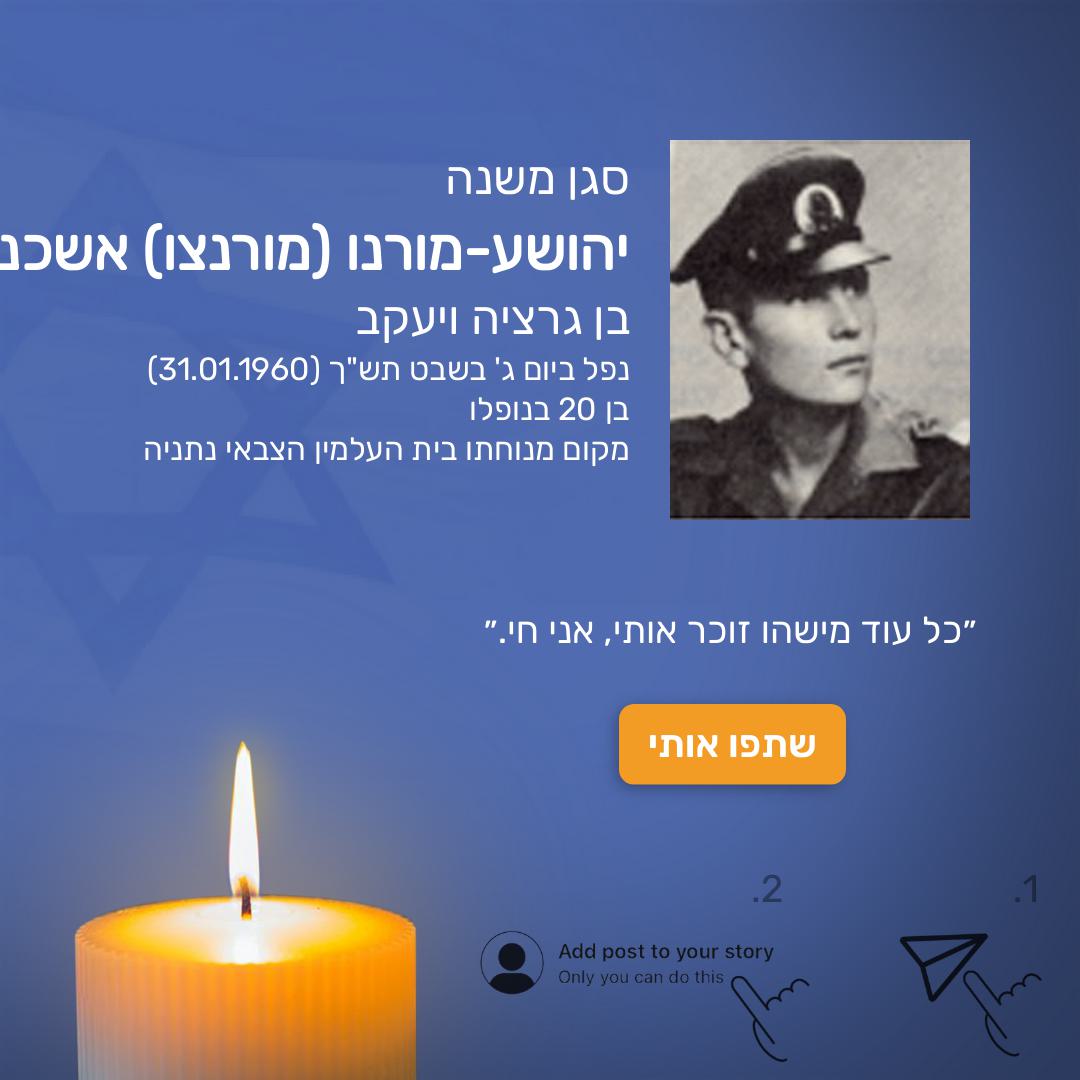 סגן משנה
יהושע-מורנו (מורנצו) אשכנ
בן גרציה ויעקב
נפל ביום ג' בשבט תש"ך (31.01.1960)
בן 20 בנופלו
מקום מנוחתו בית העלמין הצבאי נתניה
״כל עוד מישהו זוכר אותי, אני חי.״
שתפו אותי
1.
2.
Add post to your story
Only you can do this